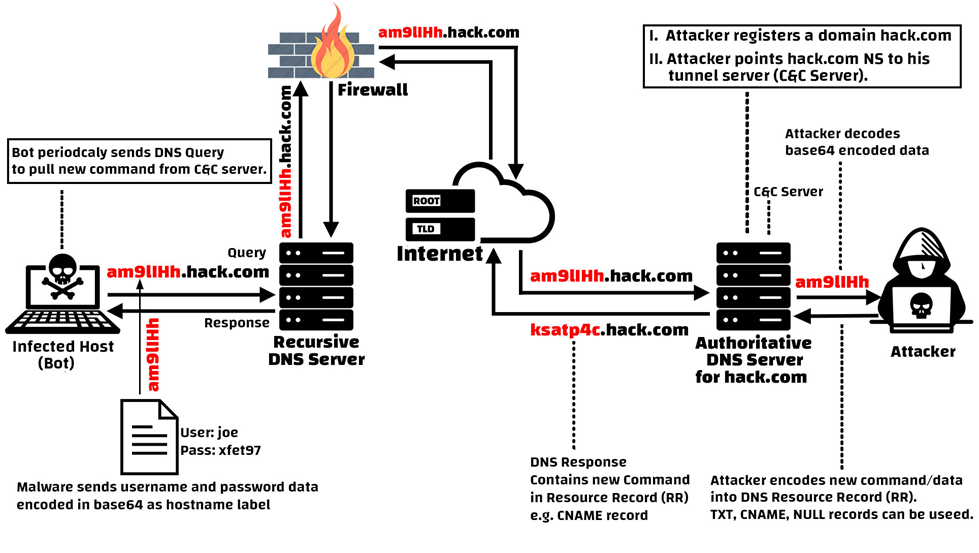 am9lIHh.hack.com
Firewall
am9lIHh.hack.com
I. Attacker registers a domain hack.com
II. Attacker points hack.com NS to his
tunnel server (C&C Server).
Attacker decodes
base64 encoded data
Bot periodcaly sends DNS Query
to pull new command from C&C server.
C&C Server
ROOT
TLD
Internet
Query
am9lIHh.hack.com
Response
am9lIHh
Infected Host
(Bot)
Recursive
DNS Server
am9lIHh.hack.com
ksatp4c.hack.com
am9lIHh
Authoritative
DNS Server
for hack.com
Attacker
User: joe
Pass: xfet97
Malware sends username and password data
encoded in base64 as hostname label
DNS Response
Contains new Command
in Resource Record (RR)
e.g. CNAME record
Attacker encodes new command/data
into DNS Resource Record (RR).
TXT, CNAME, NULL records can be useed.